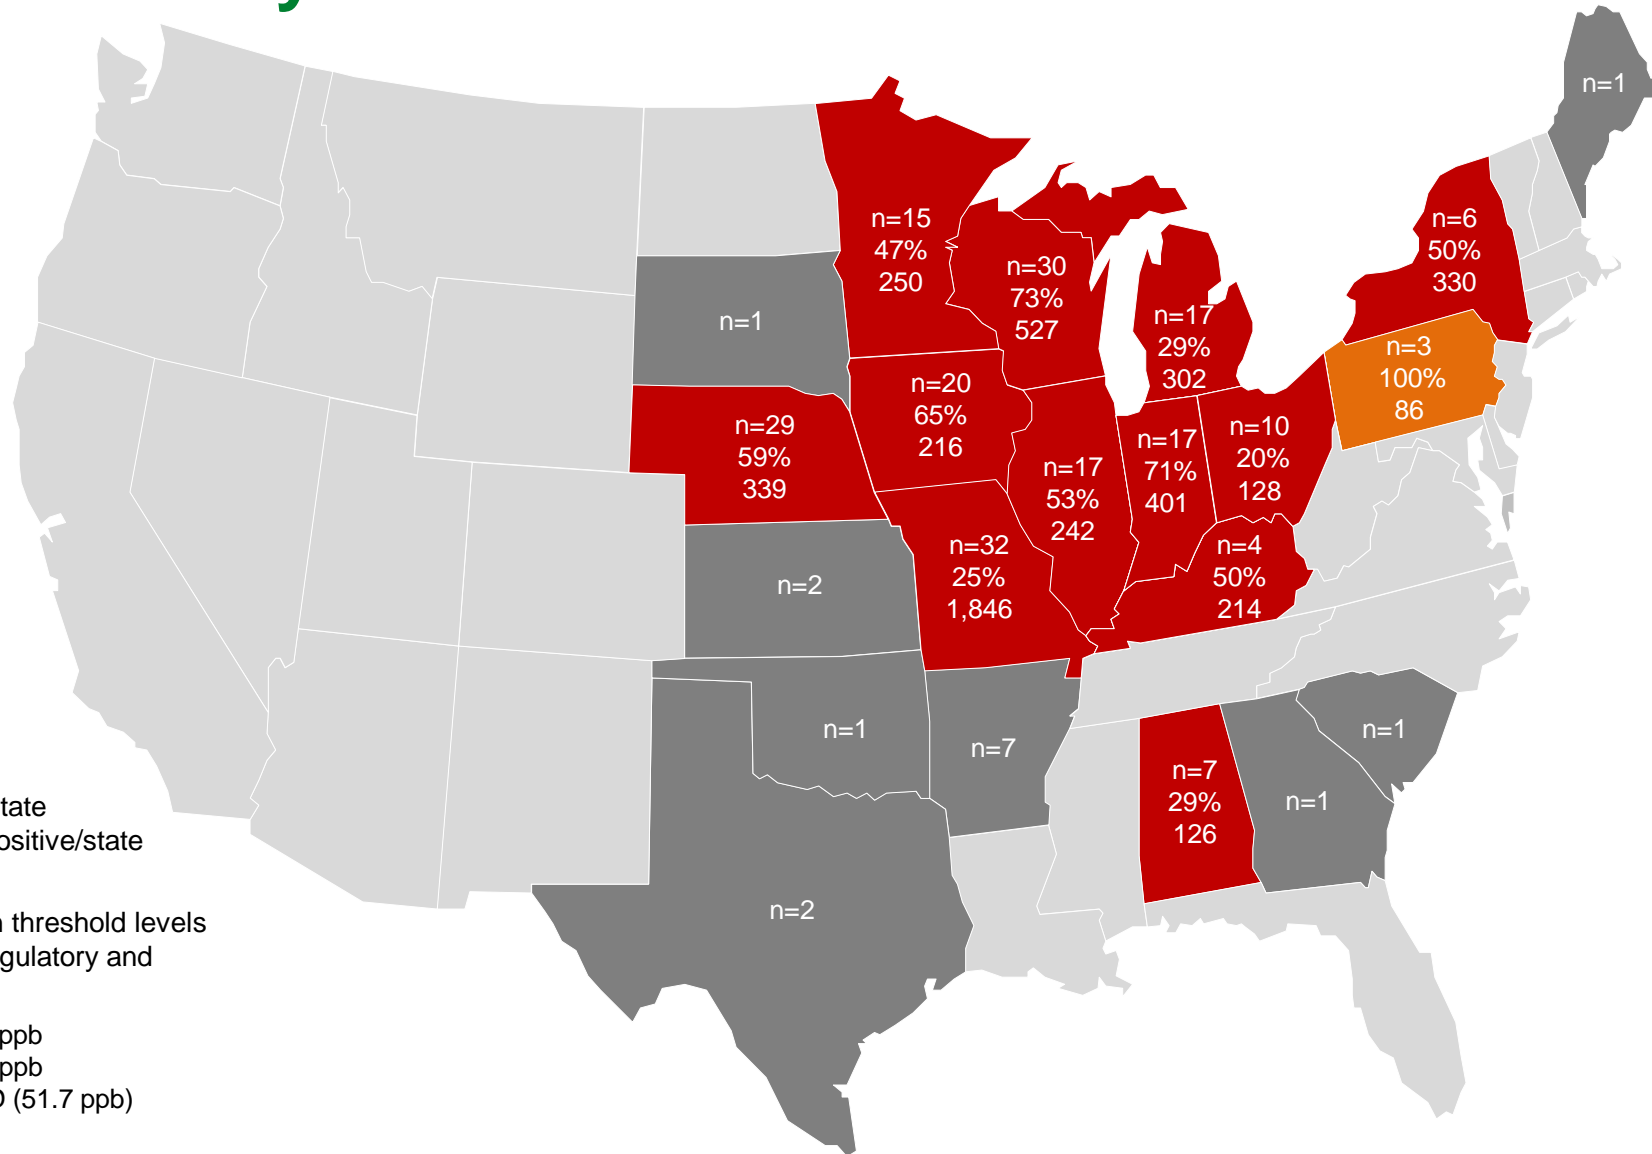 n=1
n=15
47%
250
n=30
73%
527
n=17
29%
302
n=6
50%
330
n=3
100%
86
n=1
n=29
59%
339
n=20
65%
216
n=17
53%
242
n=17
71%
401
n=10
20%
128
n=2
n=32
25%
1,846
n=4
50%
214
n=1
n=7
n=7
29%
126
n=1
n=1
n=2
tate
ositive/state
threshold levels
gulatory and
ppb
ppb
(51.7 ppb)